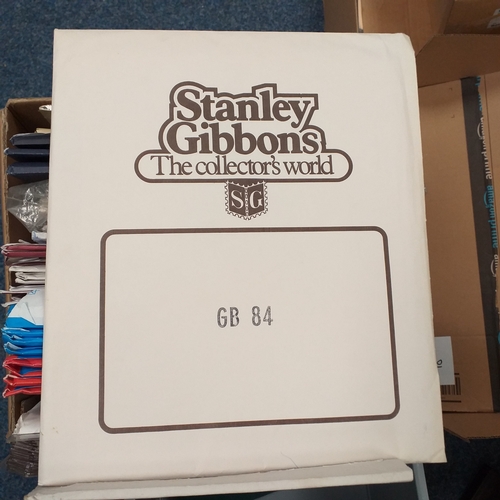 Stanley
Gibbons
The collector's world
SG
GB 84